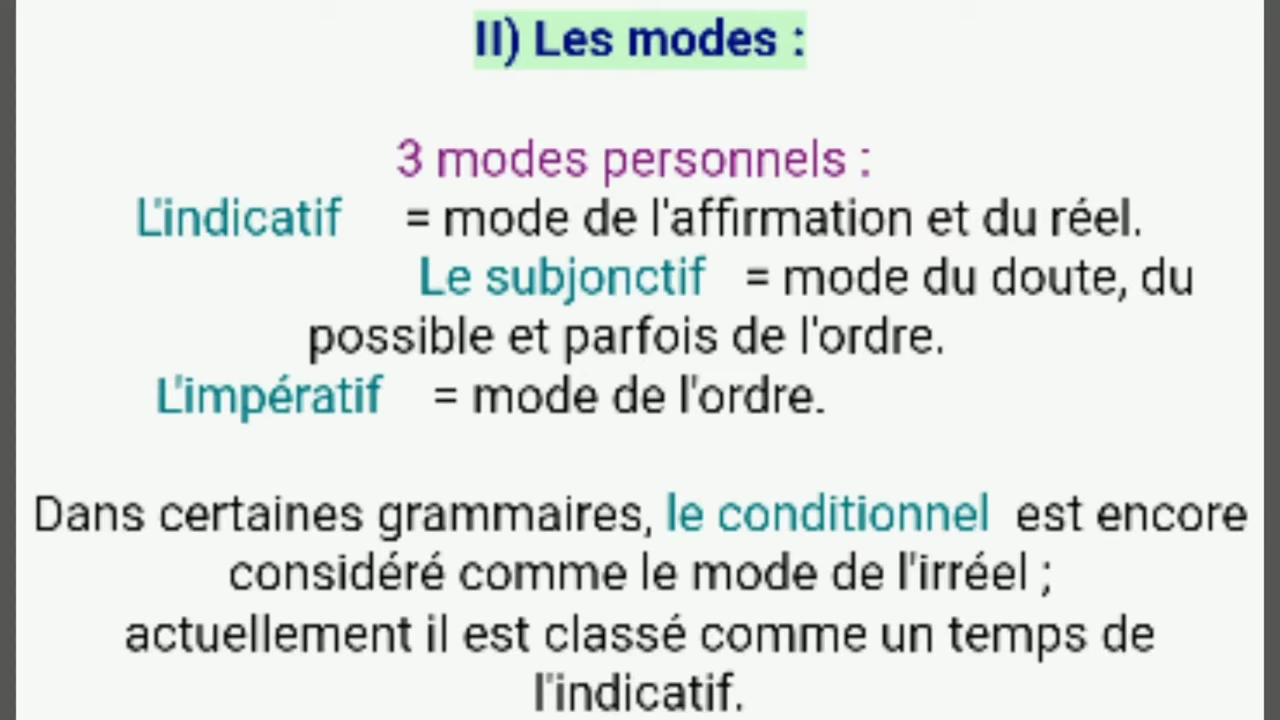 II) Les modes :
3 modes personnels :
L'indicatif = mode de l'affirmation et du réel.
Le subjonctif = mode du doute, du
possible et parfois de l'ordre.
L'impératif = mode de l'ordre.
Dans certaines grammaires, le conditionnel est encore
considéré comme le mode de l'irréel ;
actuellement il est classé comme un temps de
l'indicatif.